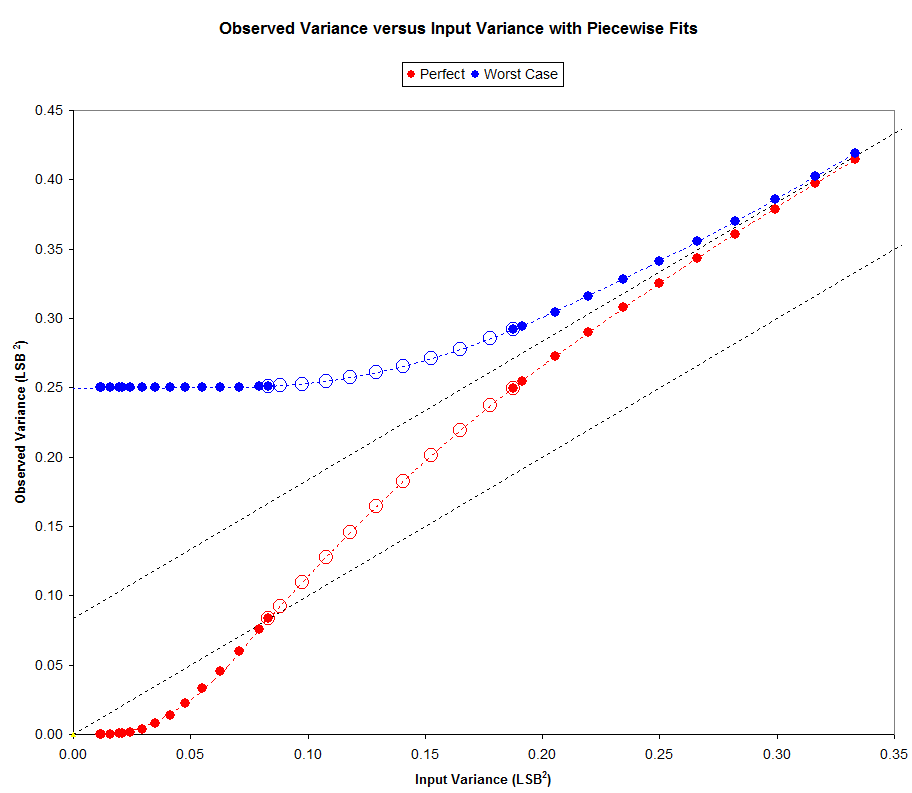 Observed Variance versus Input Variance with Piecewise Fits
Perfect Worst Case
0.45
0.40
0.35
0.30
0.25
0.20
0.15
0.10
0.05
0.00
Observed Variance (LSB²)
0.00 0.05 0.10 0.15 0.20 0.25 0.30 0.35
Input Variance (LSB²)